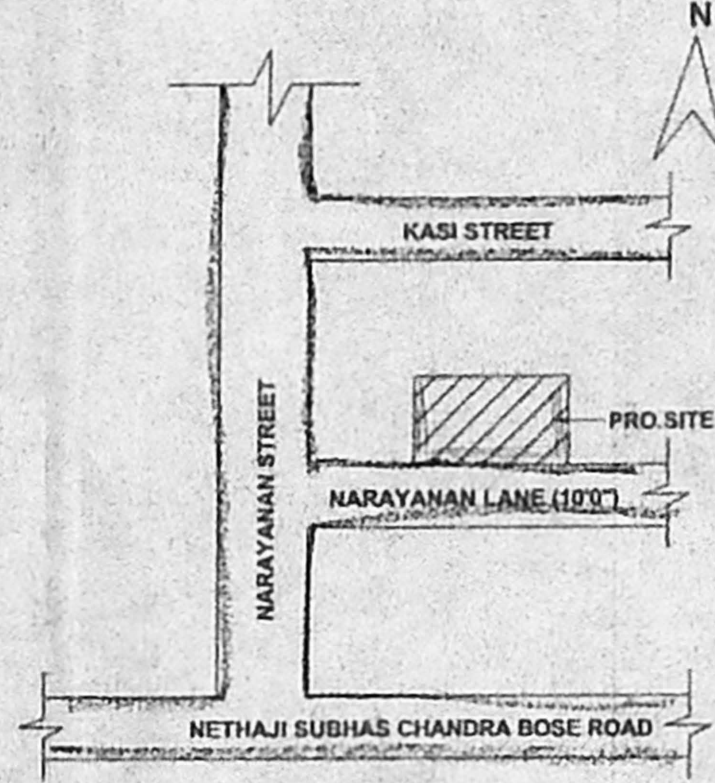 N
KASI STREET
NARAYANAN STREET
PRO.SITE
NARAYANAN LANE (10'0")
NETHAJI SUBHAS CHANDRA BOSE ROAD